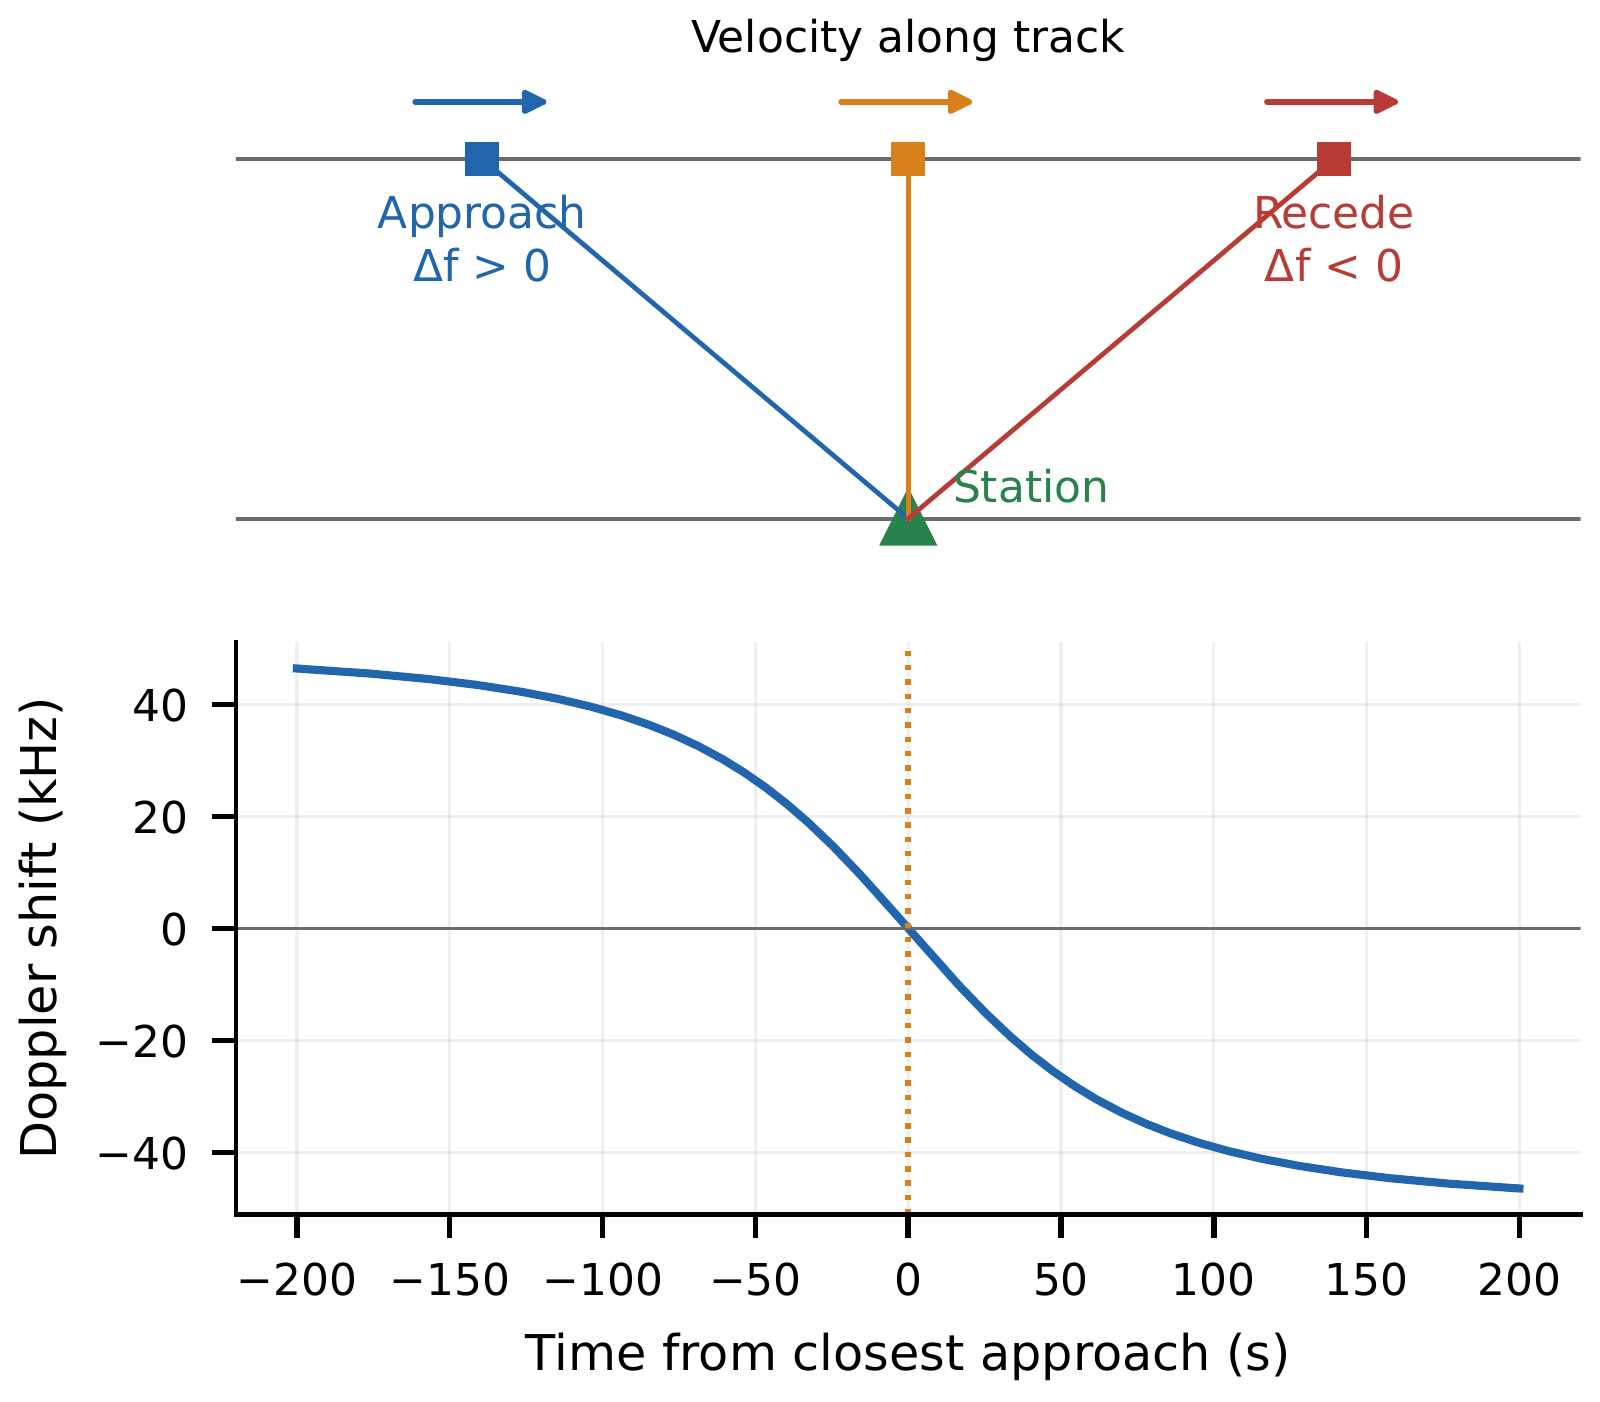 Velocity along track
Approach
Δf > 0
Recede
Δf < 0
Station
Doppler shift (kHz)
40
20
0
−20
−40
−200 −150 −100 −50 0 50 100 150 200
Time from closest approach (s)